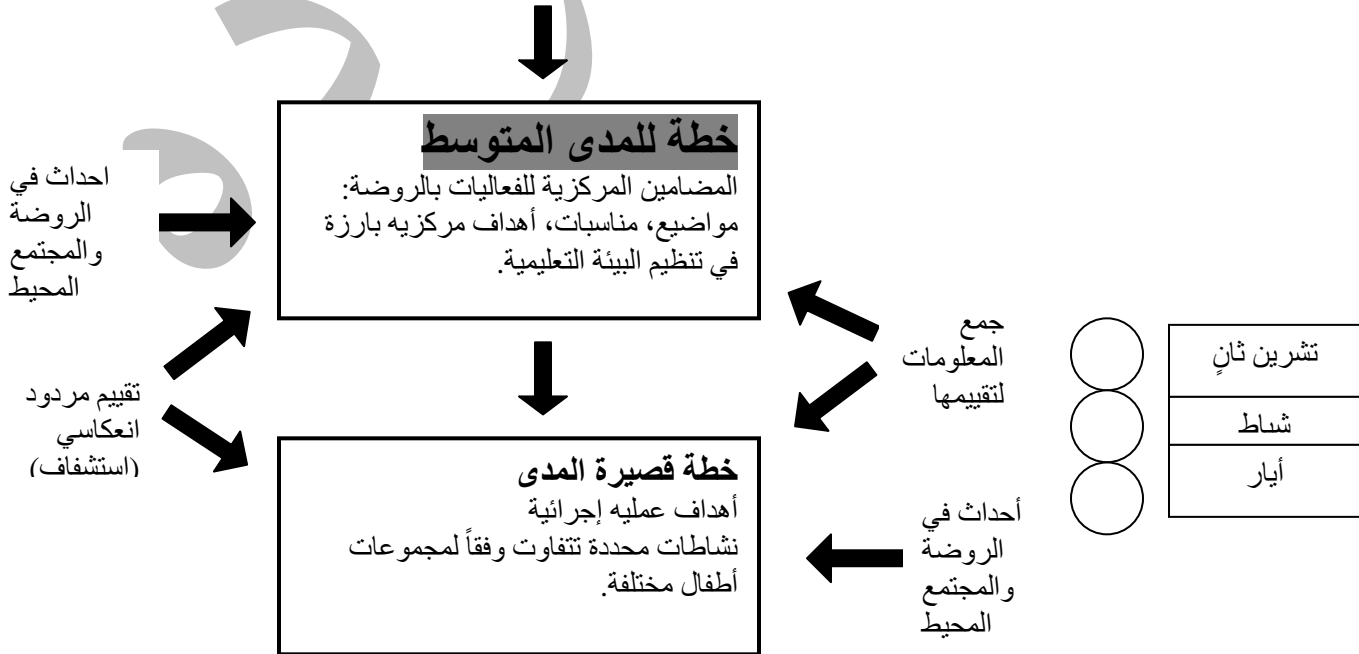 خطة للمدى المتوسط
المضامين المركزية للفعاليات بالروضة:
مواضيع، مناسبات، أهداف مركزيه بارزة
في تنظيم البيئة التعليمية.
احداث في
الروضة
والمجتمع
المحيط
جمع
المعلومات
لتقييمها
تشرين ثانٍ
شباط
أيار
تقييم مردود
انعكاسي
(استشفاف)
خطة قصيرة المدى
أهداف عمليه إجرائية
نشاطات محددة تتفاوت وفقاً لمجموعات
أطفال مختلفة.
أحداث في
الروضة
والمجتمع
المحيط